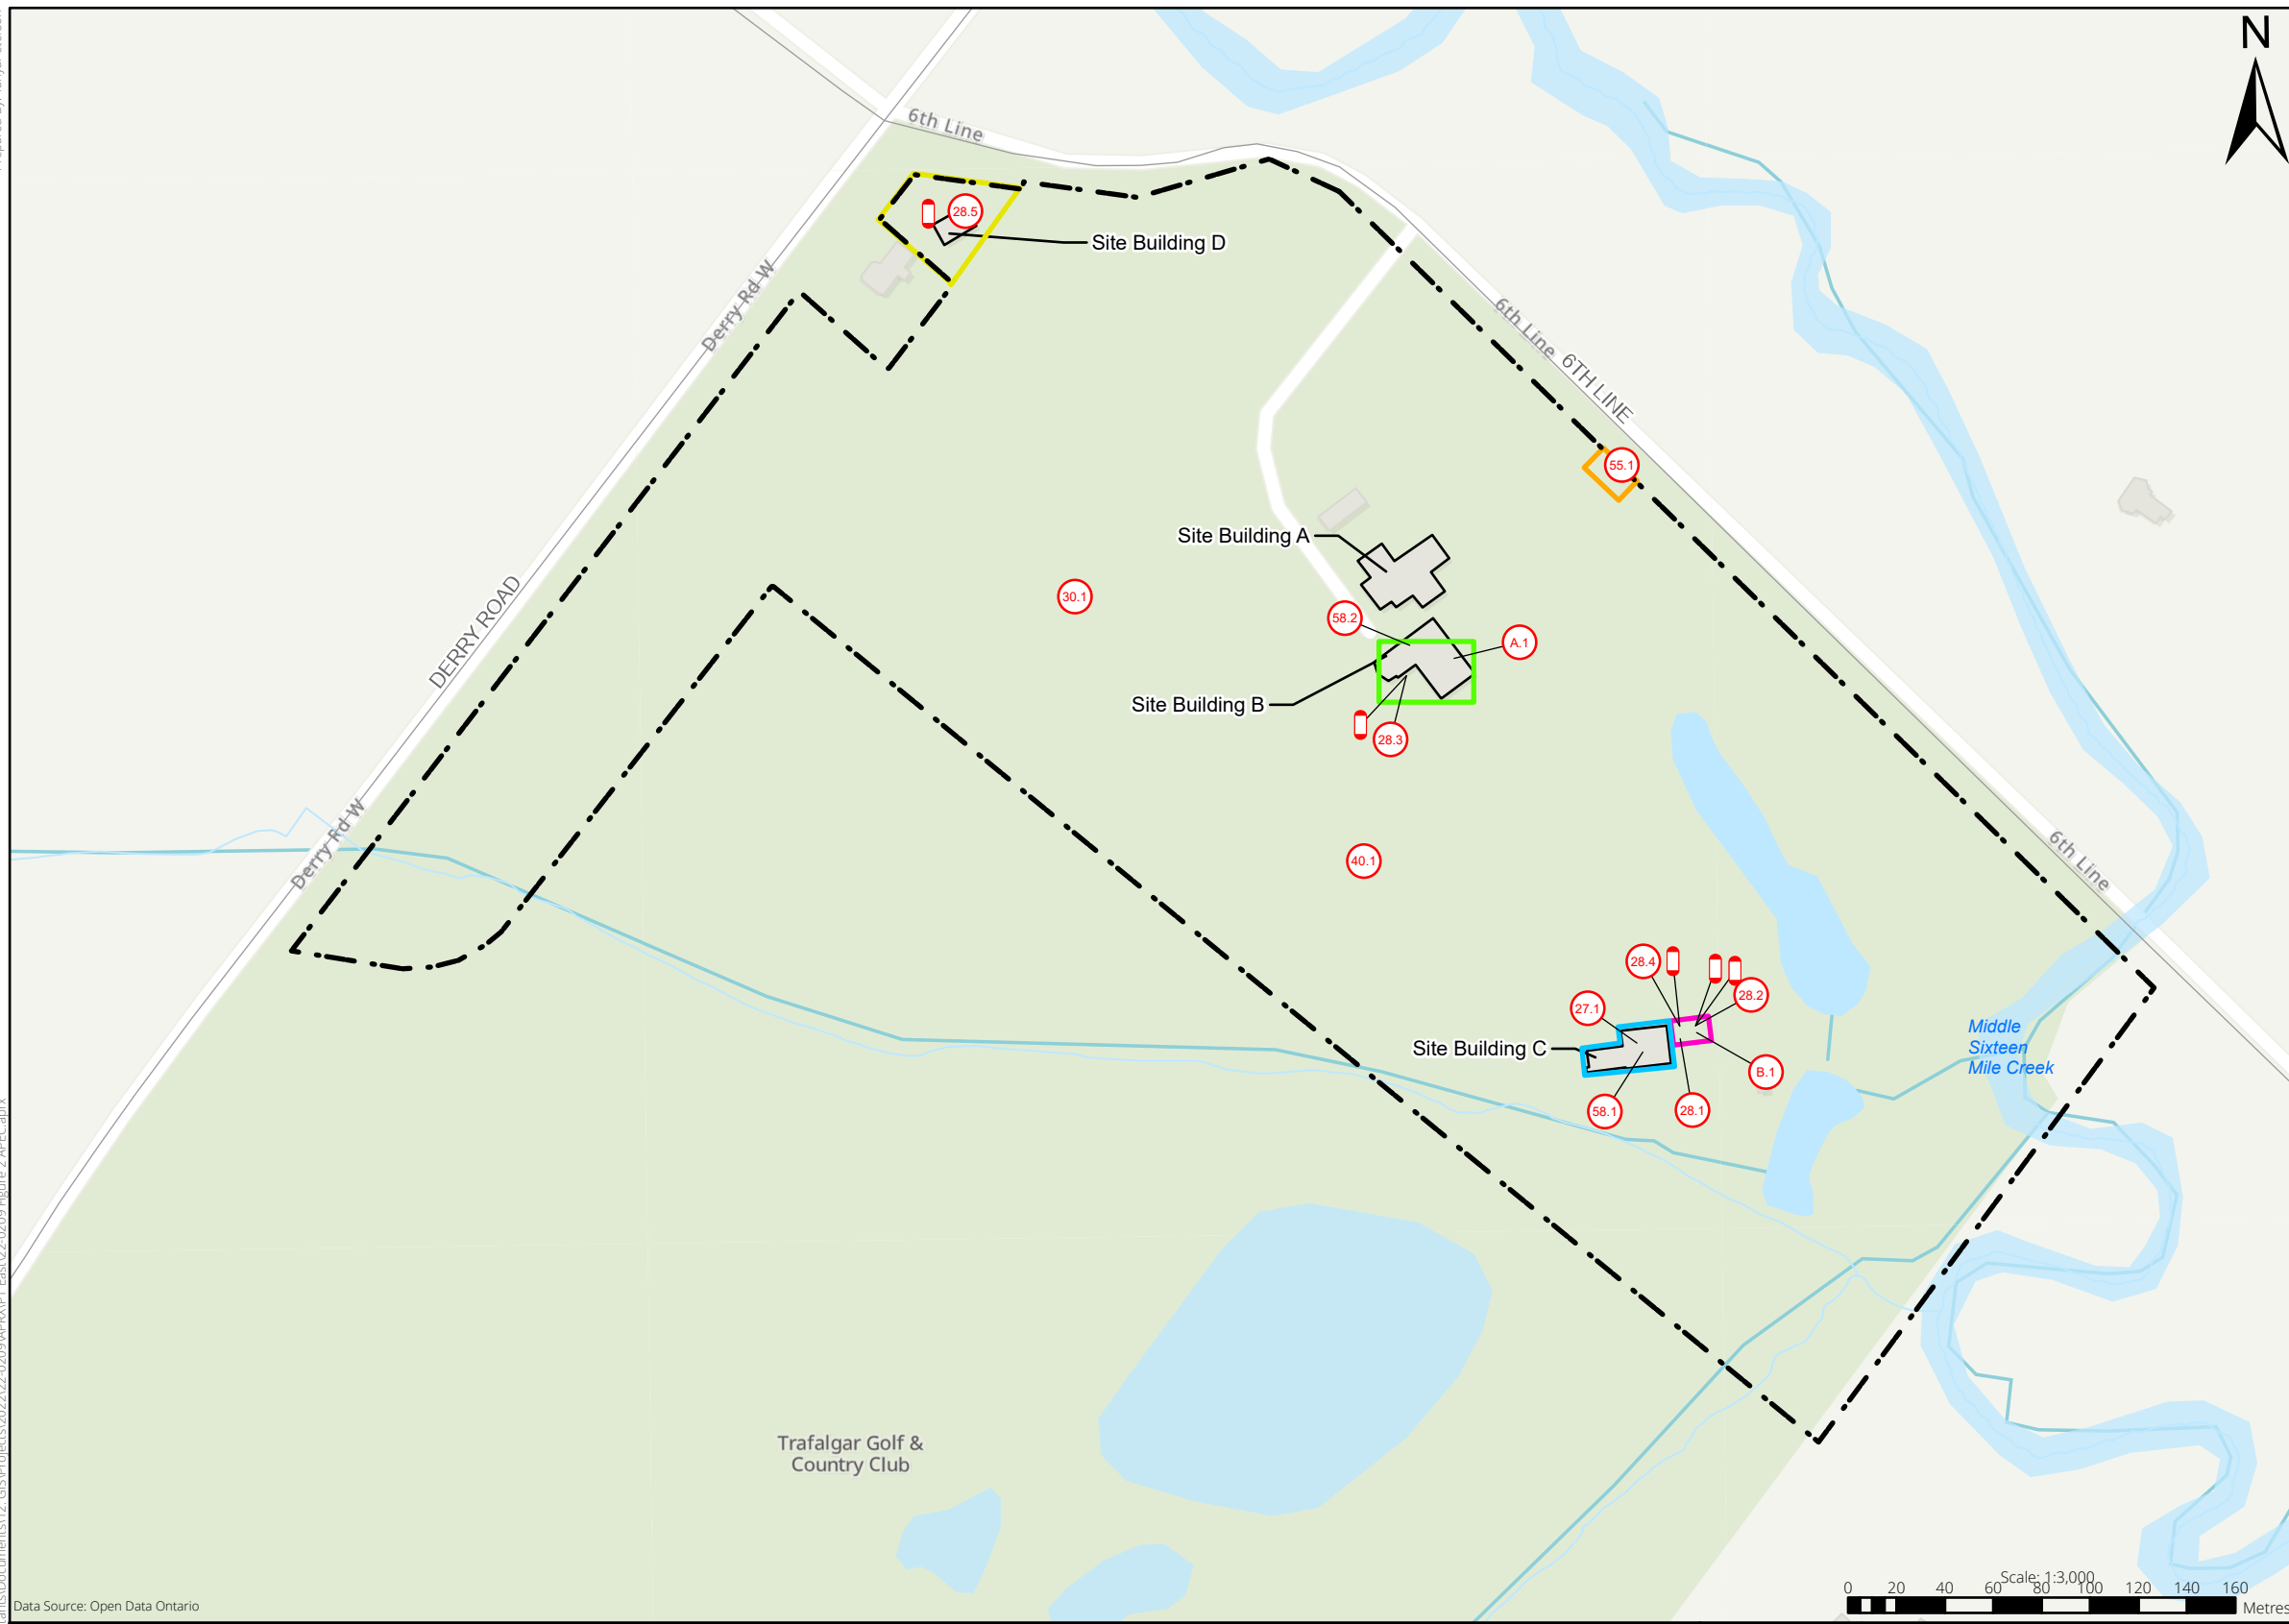 N
6th Line
28.5
Site Building D
Derry Rd W
6th Line
6TH LINE
55.1
Site Building A
30.1
58.2
A.1
DERRY ROAD
Site Building B
28.3
Derry Rd W
6th Line
40.1
28.4
28.2
27.1
Site Building C
Middle
Sixteen
Mile Creek
B.1
58.1
28.1
Trafalgar Golf &
Country Club
Scale: 1:3,000
0 20 40 60 80 100 120 140 160
Metres
Data Source: Open Data Ontario